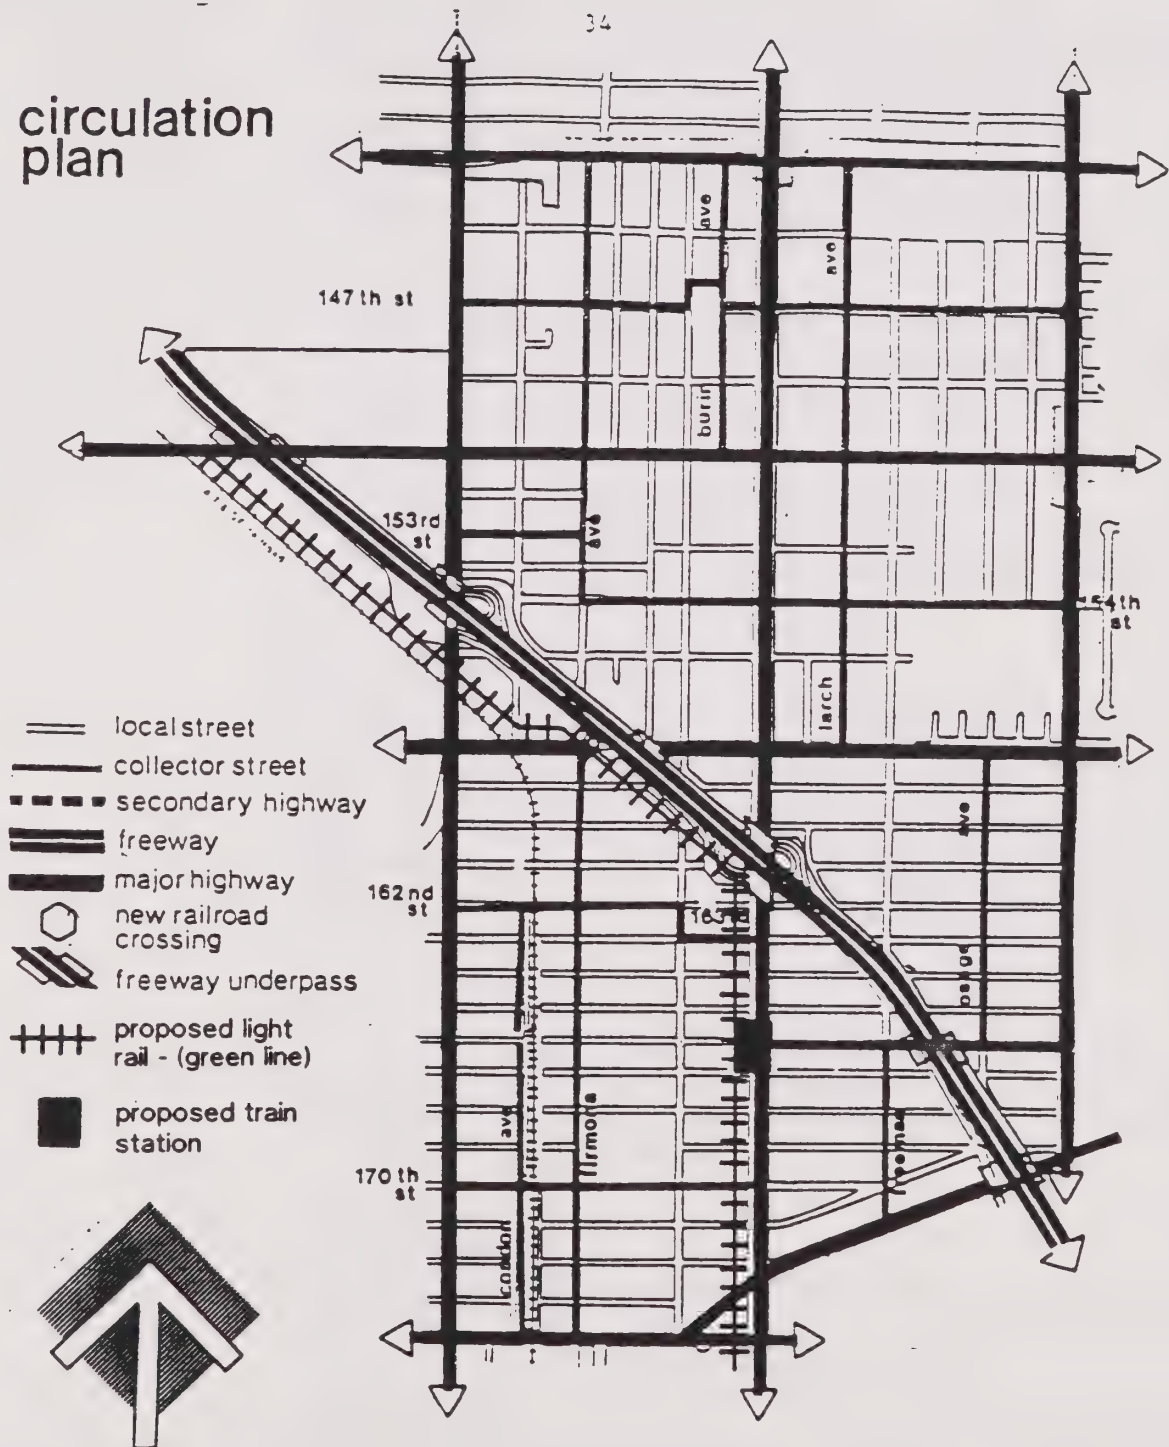 34
circulation
plan
ave
ave
147th st
burin
153rd
st
ave
54th
st
larch
local street
collector street
secondary highway
freeway
major highway
new railroad
crossing
freeway underpass
proposed light
rail - (green line)
proposed train
station
ave
162nd
st
osage
ave
firmona
170th
st
condon